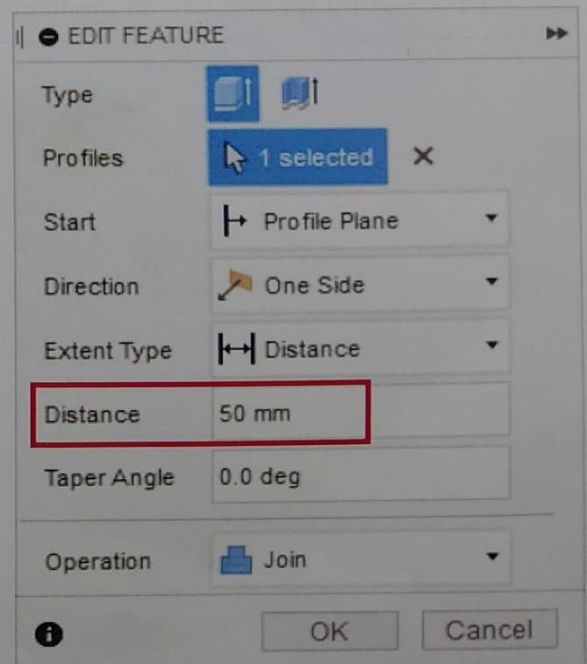 EDIT FEATURE
Type
Profiles 1 selected
Start Profile Plane
Direction One Side
Extent Type Distance
Distance 50 mm
Taper Angle 0.0 deg
Operation Join
OK Cancel